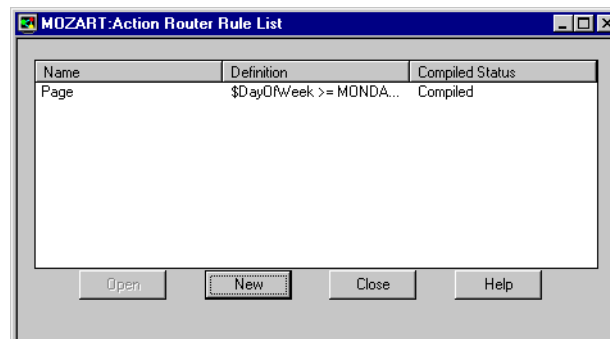 MOZART:Action Router Rule List
Name Definition Compiled Status
Page $DayOfWeek >= MONDA... Compiled
Open New Close Help